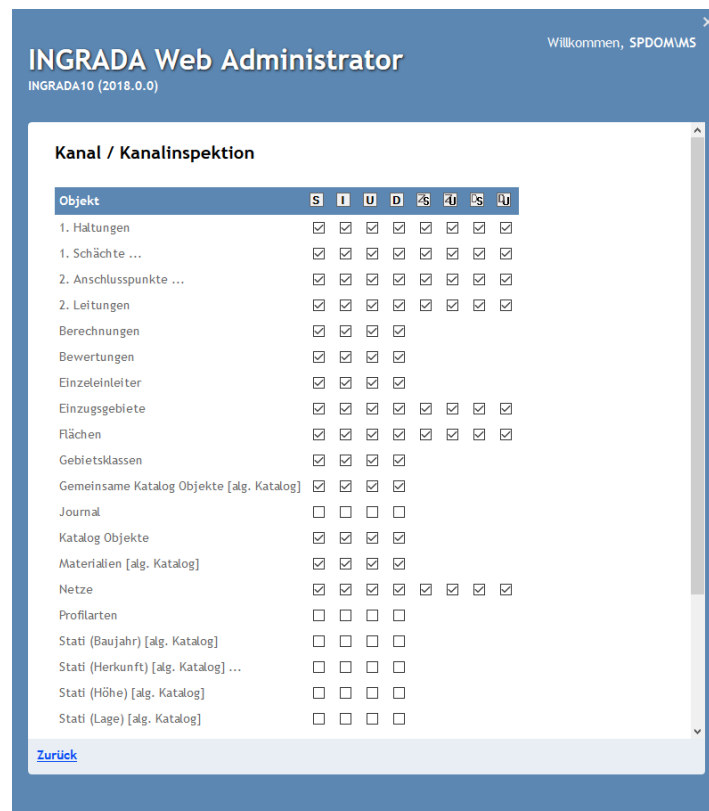 Willkommen, SPDOM\MS
INGRADA Web Administrator
INGRADA10 (2018.0.0)
Kanal / Kanalinspektion
Objekt S I U D S U S U
1. Haltungen
1. Schächte ...
2. Anschlusspunkte ...
2. Leitungen
Berechnungen
Bewertungen
Einzeleinleiter
Einzugsgebiete
Flächen
Gebietsklassen
Gemeinsame Katalog Objekte [alg. Katalog]
Journal
Katalog Objekte
Materialien [alg. Katalog]
Netze
Profilarten
Stati (Baujahr) [alg. Katalog]
Stati (Herkunft) [alg. Katalog] ...
Stati (Höhe) [alg. Katalog]
Stati (Lage) [alg. Katalog]
Zurück